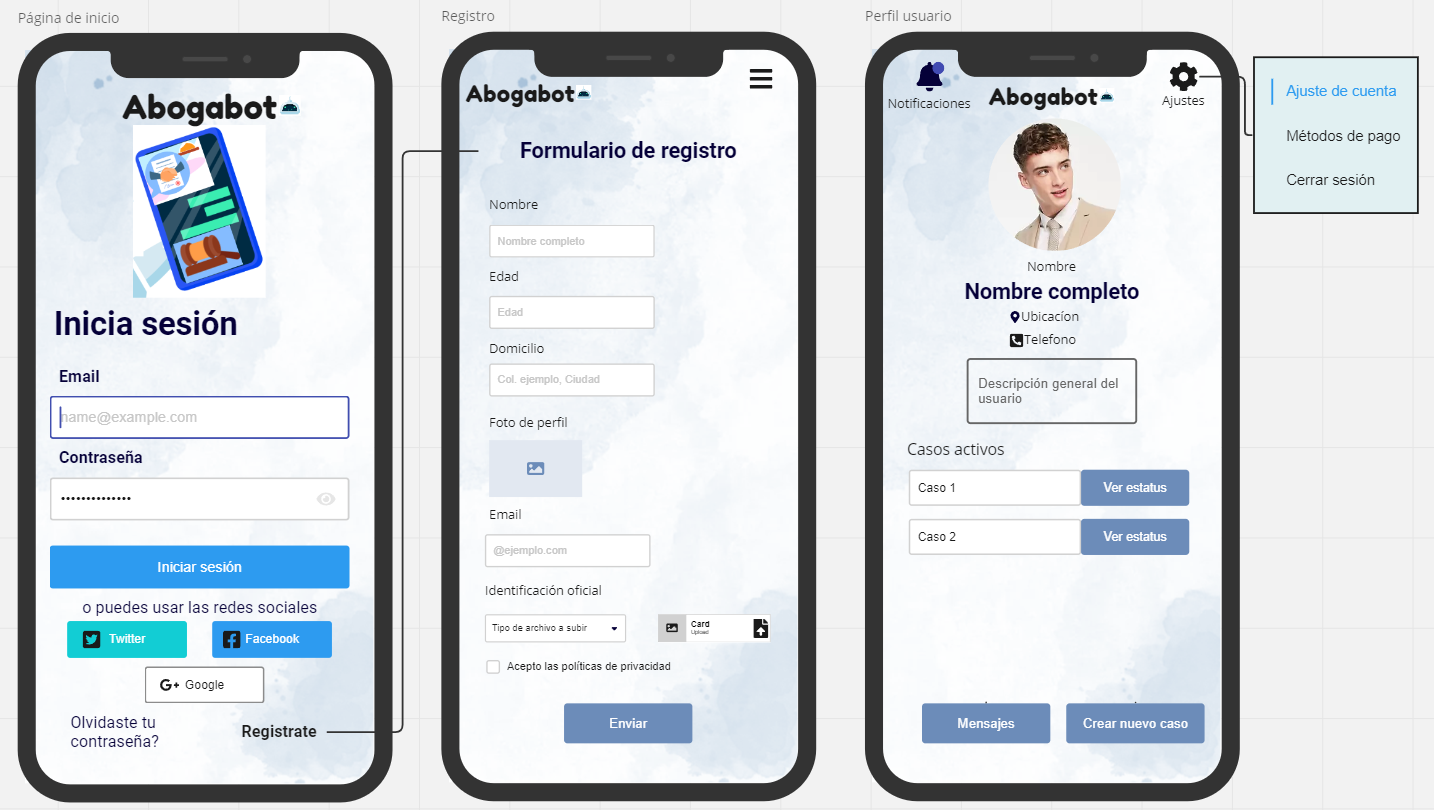 Página de inicio
Abogabot
Inicia sesión
Email
name@example.com
Contraseña
••••••••••••••
Iniciar sesión
o puedes usar las redes sociales
Twitter
Facebook
G+ Google
Olvidaste tu
contraseña?
Registrate
Registro
Abogabot
Formulario de registro
Nombre
Nombre completo
Edad
Edad
Domicilio
Col. ejemplo, Ciudad
Foto de perfil
Email
@ejemplo.com
Identificación oficial
Tipo de archivo a subir
Card
Upload
Acepto las políticas de privacidad
Enviar
Perfil usuario
Notificaciones
Abogabot
Ajustes
Nombre
Nombre completo
Ubicacíon
Telefono
Descripción general del
usuario
Casos activos
Caso 1
Ver estatus
Caso 2
Ver estatus
Mensajes
Crear nuevo caso
Ajuste de cuenta
Métodos de pago
Cerrar sesión